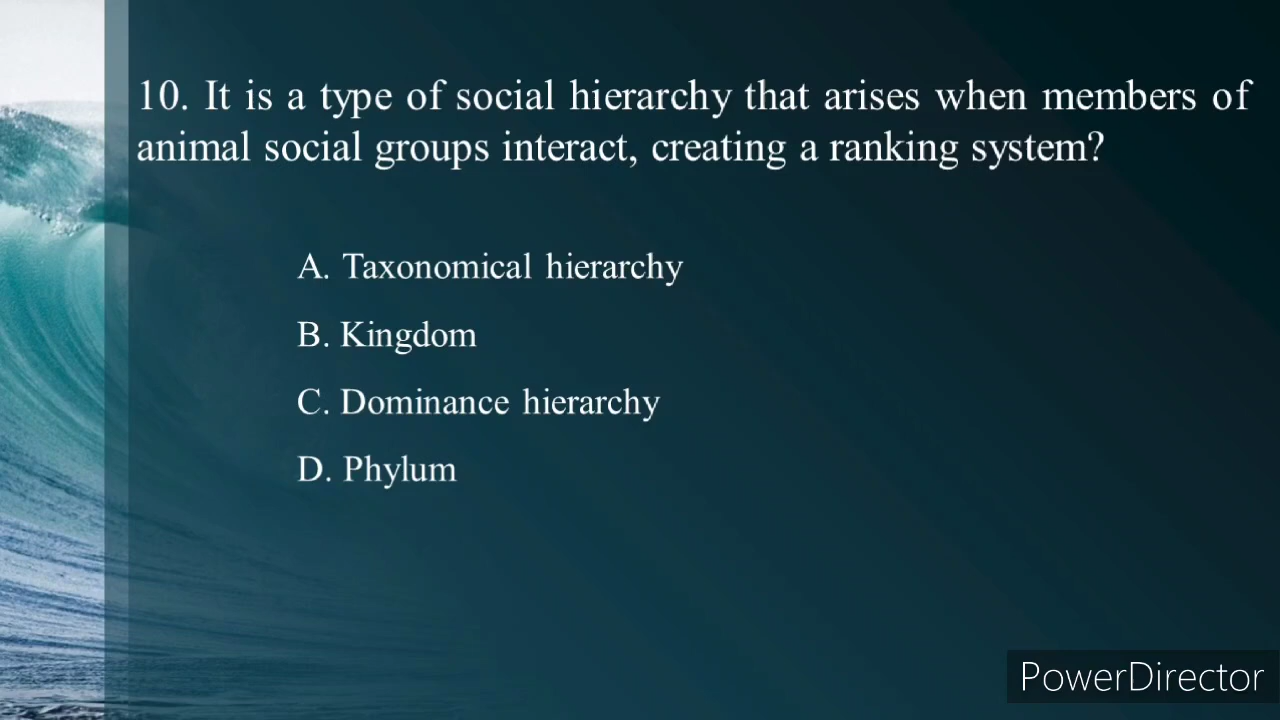 10. It is a type of social hierarchy that arises when members of
animal social groups interact, creating a ranking system?
A. Taxonomical hierarchy
B. Kingdom
C. Dominance hierarchy
D. Phylum
PowerDirector